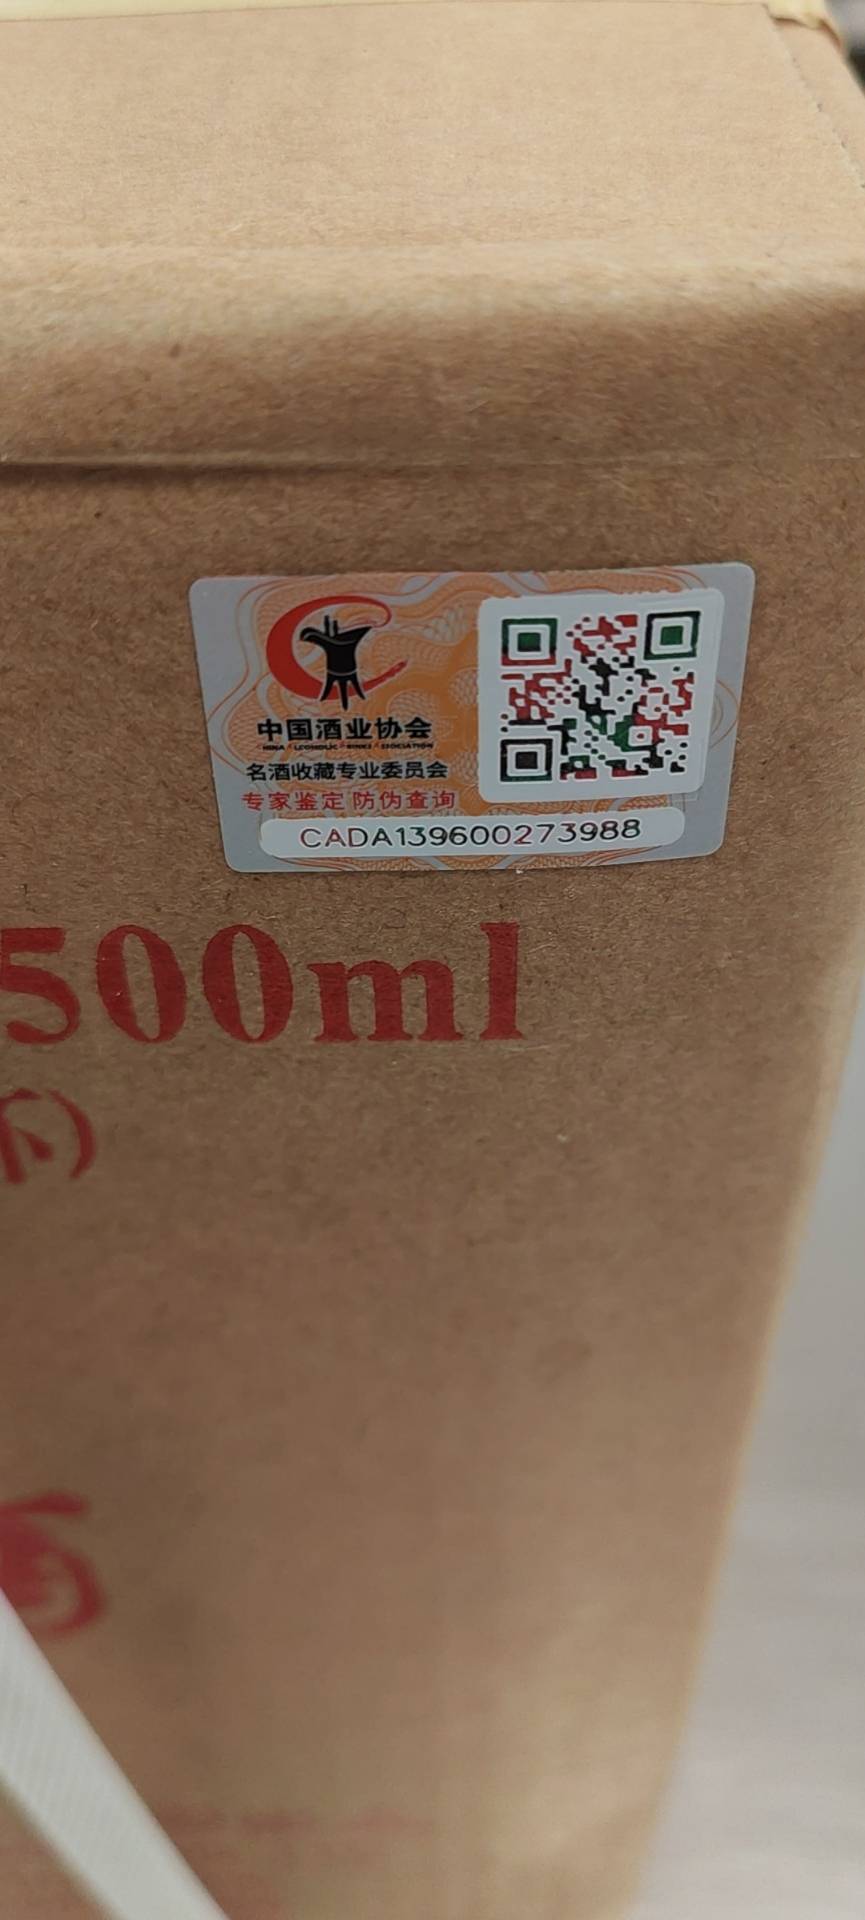 中国酒业协会
名酒收藏专业委员会
专家鉴定 防伪查询
CADA139600273988
500ml